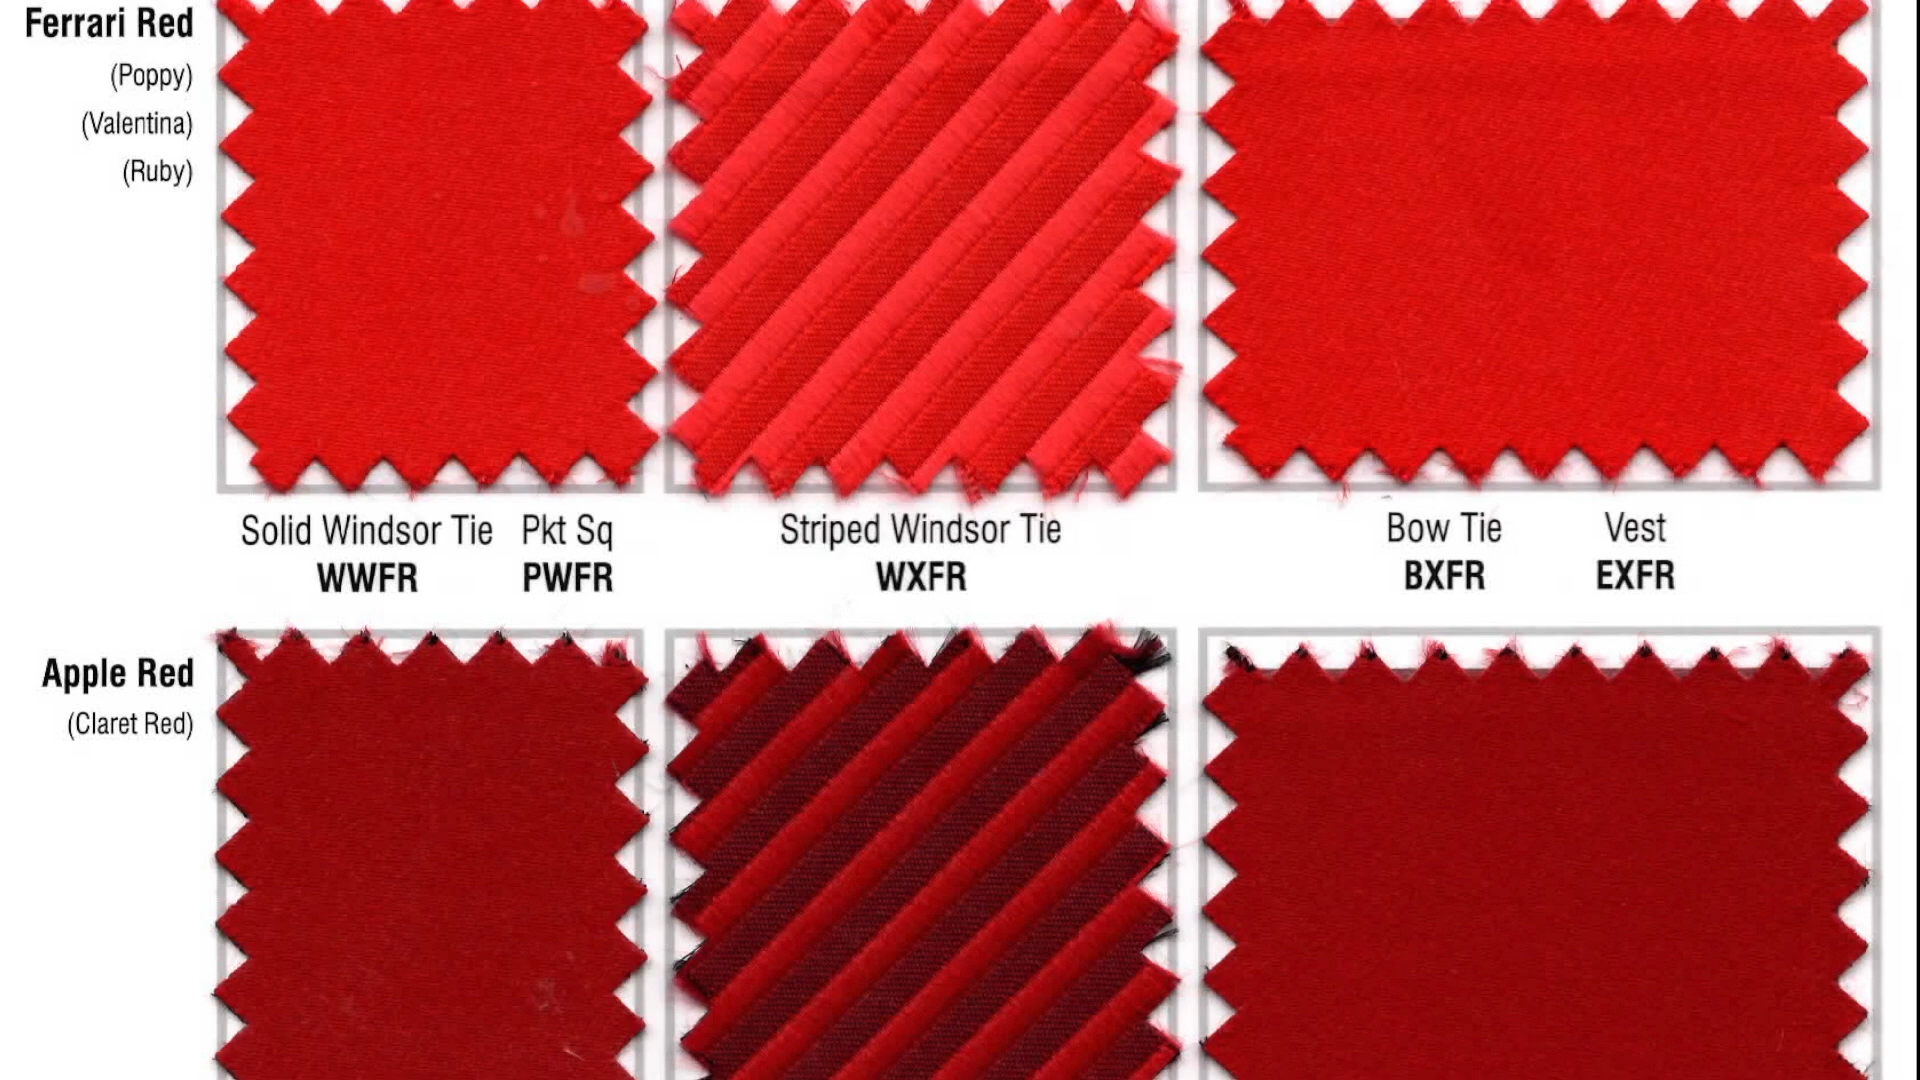 Ferrari Red
(Poppy)
(Valentina)
(Ruby)
Solid Windsor Tie Pkt Sq Striped Windsor Tie Bow Tie Vest
WWFR PWFR WXFR BXFR EXFR
Apple Red
(Claret Red)